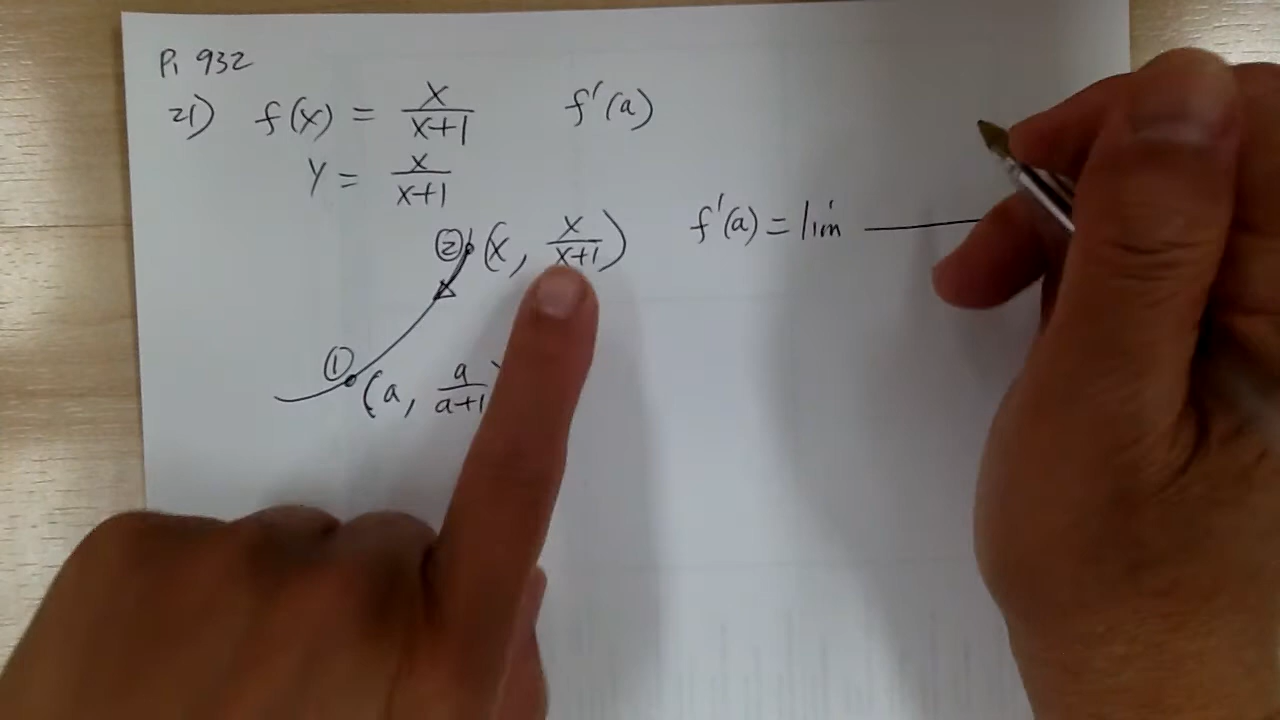 P. 932
21) f(x) = x/(x+1) f'(a)
y = x/(x+1)
② (x, x/(x+1)) f'(a) = lim
① (a, a/(a+1)